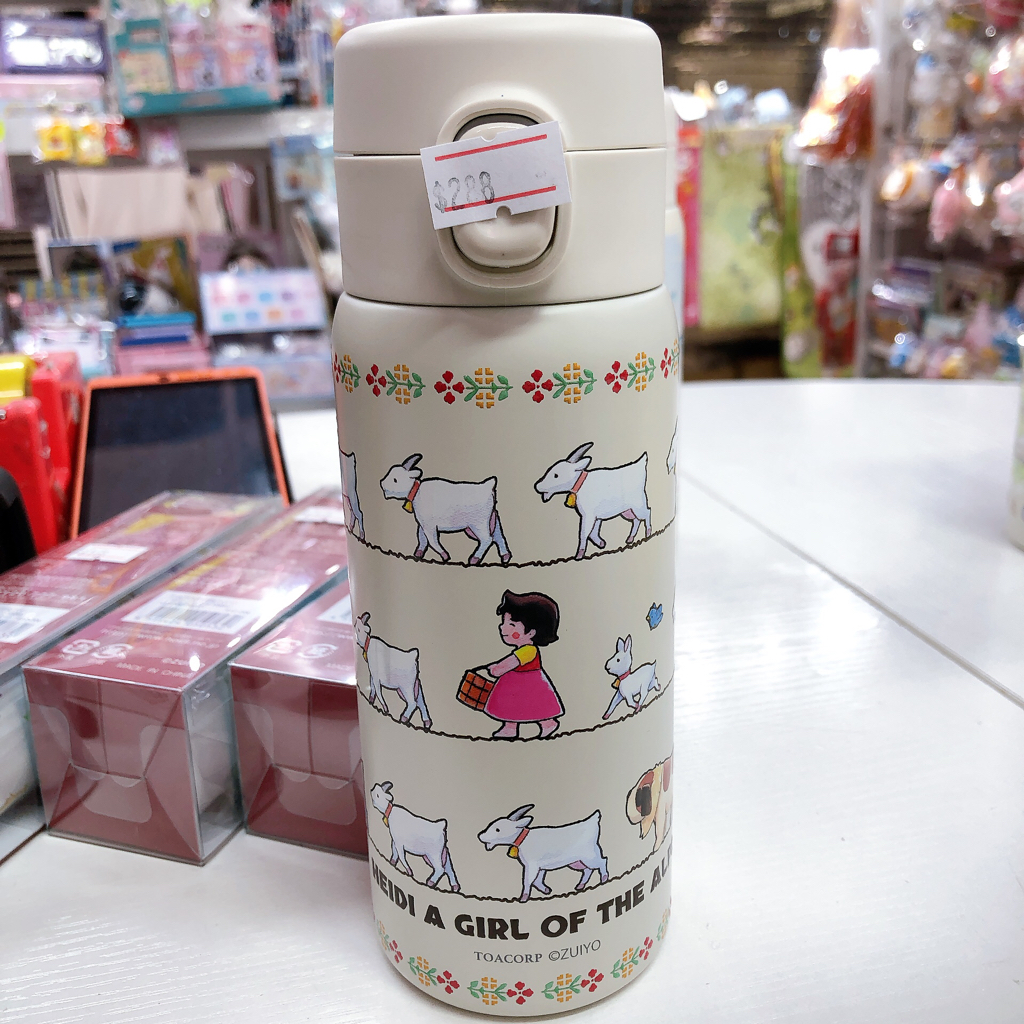 $288
HEIDI A GIRL OF THE AL
TOACORP ©ZUIYO